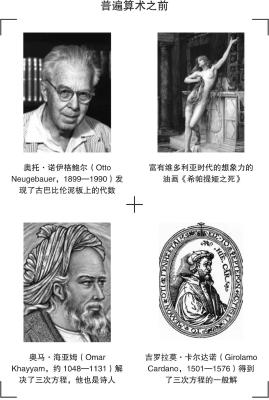 普遍算术之前
奥托·诺伊格鲍尔（Otto
Neugebauer，1899—1990）发
现了古巴比伦泥板上的代数
富有维多利亚时代的想象力的
油画《希帕提娅之死》
奥马·海亚姆（Omar
Khayyam，约 1048—1131）解
决了三次方程，他也是诗人
吉罗拉莫·卡尔达诺（Girolamo
Cardano，1501—1576）得到
了三次方程的一般解